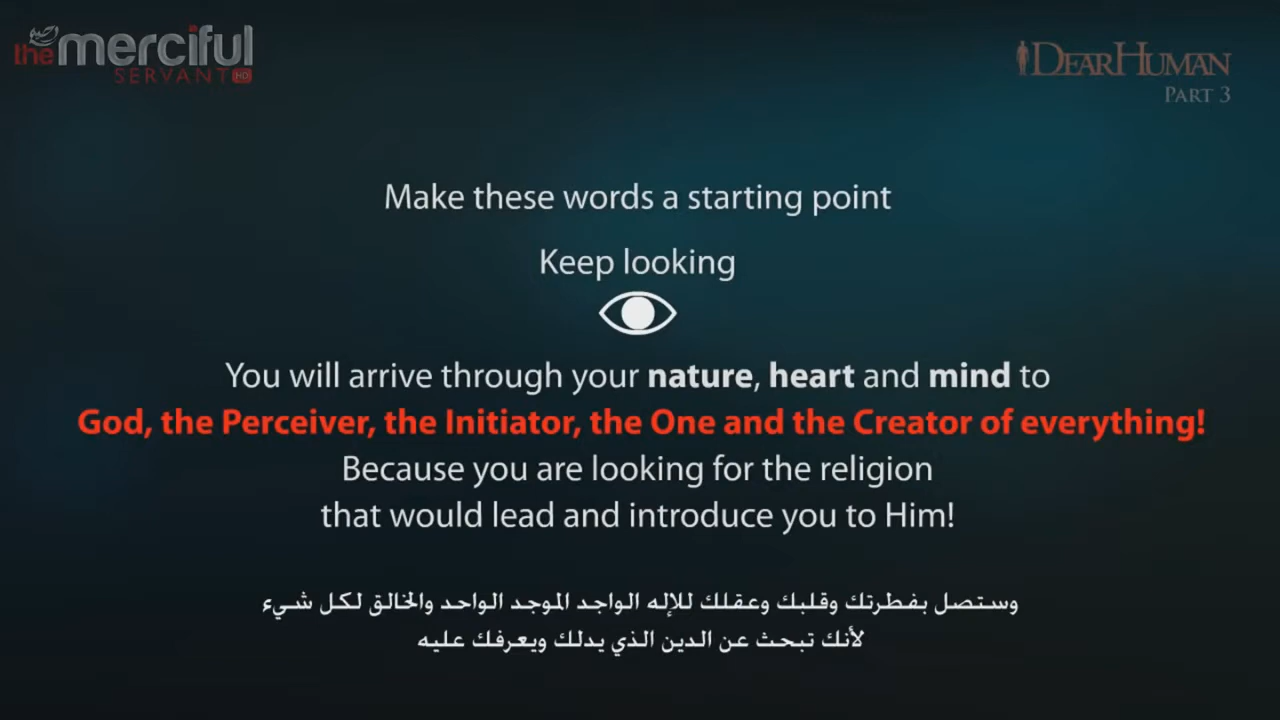 the merciful
SERVANT HD
DEARHUMAN
PART 3
Make these words a starting point
Keep looking
You will arrive through your nature, heart and mind to
God, the Perceiver, the Initiator, the One and the Creator of everything!
Because you are looking for the religion
that would lead and introduce you to Him!
وستصل بفطرتك وقلبك وعقلك للإله الواجد الموجد الواحد والخالق لكل شيء
لأنك تبحث عن الدين الذي يدلك ويعرفك عليه